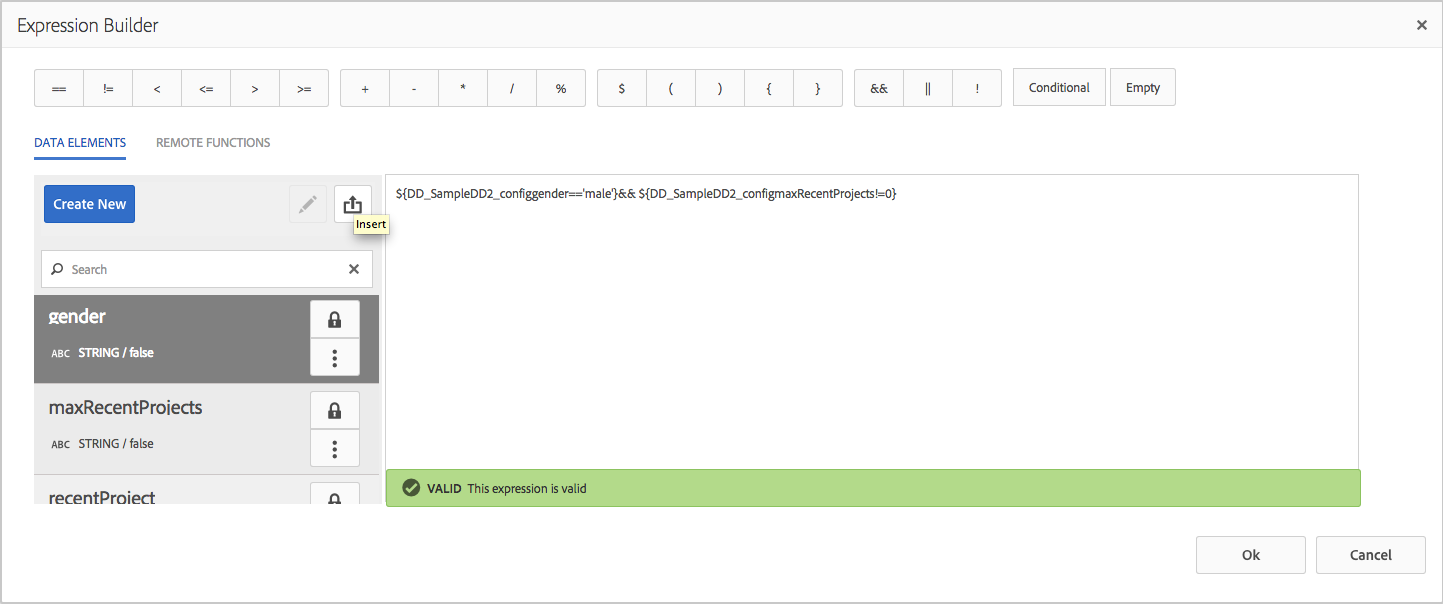 Expression Builder
== != < <= > >= + - * / % $ ( ) { } && || ! Conditional Empty
DATA ELEMENTS REMOTE FUNCTIONS
Create New
Insert
${DD_SampleDD2_configgender=='male'}&& ${DD_SampleDD2_configmaxRecentProjects!=0}
Search
gender
ABC STRING / false
maxRecentProjects
ABC STRING / false
recentProject
VALID This expression is valid
Ok Cancel